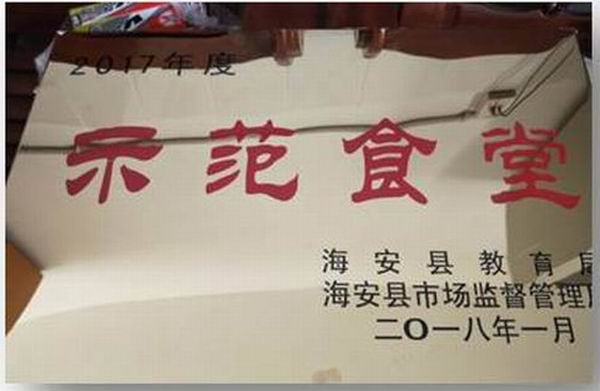 2017年度
示范食堂
海安县教育局
海安县市场监督管理局
二O一八年一月